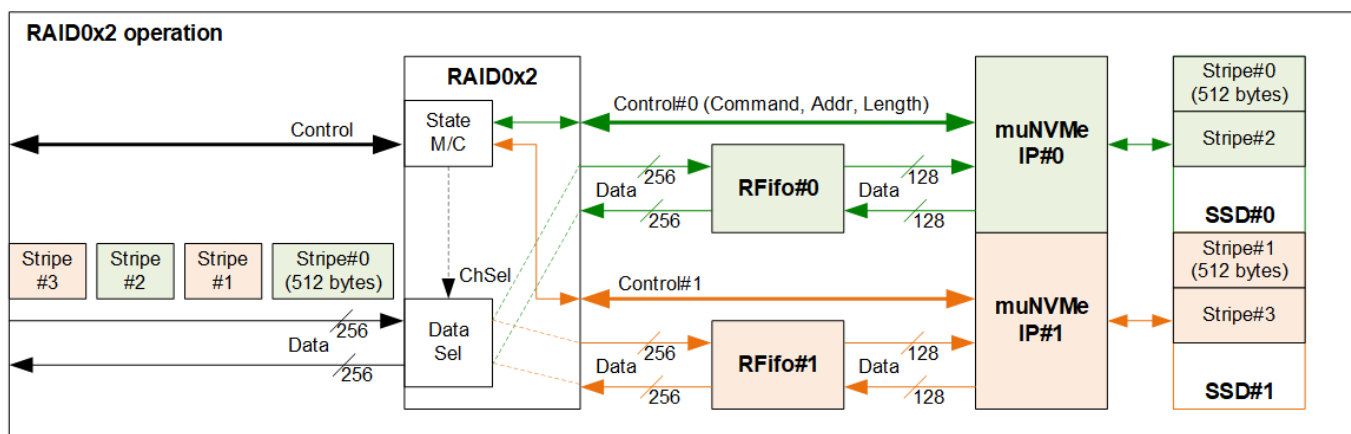 RAID0x2 operation
RAID0x2
Control
State
M/C
Control#0 (Command, Addr, Length)
muNVMe
IP#0
Stripe#0
(512 bytes)
Stripe#2
SSD#0
256
Data
256
RFifo#0
128
Data
128
Stripe
#3
Stripe
#2
Stripe
#1
Stripe#0
(512 bytes)
ChSel
256
Data
256
Data
Sel
Control#1
muNVMe
IP#1
Stripe#1
(512 bytes)
Stripe#3
SSD#1
256
Data
256
RFifo#1
128
Data
128